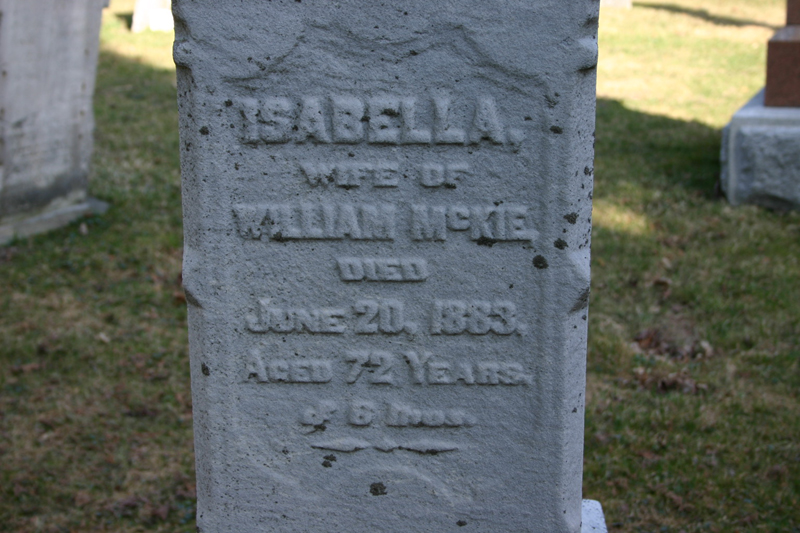 ISABELLA,
WIFE OF
WILLIAM McKIE,
DIED
JUNE 20, 1883,
AGED 72 YEARS,
& 6 mos.